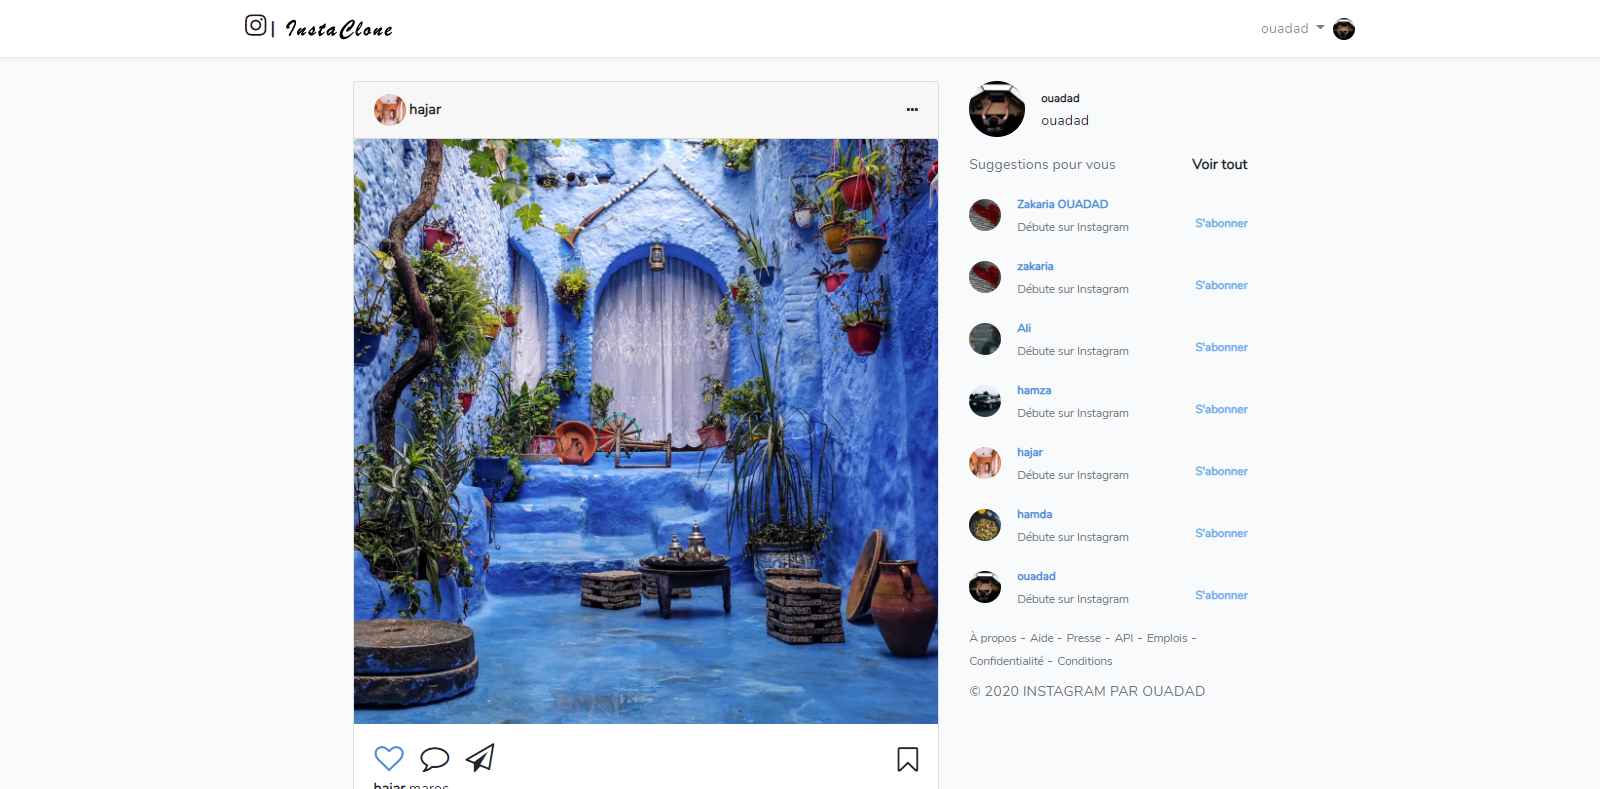 | InstaClone
ouadad
hajar
ouadad
ouadad
Suggestions pour vous
Voir tout
Zakaria OUADAD
Débute sur Instagram
S'abonner
zakaria
Débute sur Instagram
S'abonner
Ali
Débute sur Instagram
S'abonner
hamza
Débute sur Instagram
S'abonner
hajar
Débute sur Instagram
S'abonner
hamda
Débute sur Instagram
S'abonner
ouadad
Débute sur Instagram
S'abonner
À propos - Aide - Presse - API - Emplois -
Confidentialité - Conditions
© 2020 INSTAGRAM PAR OUADAD
hajar maroc